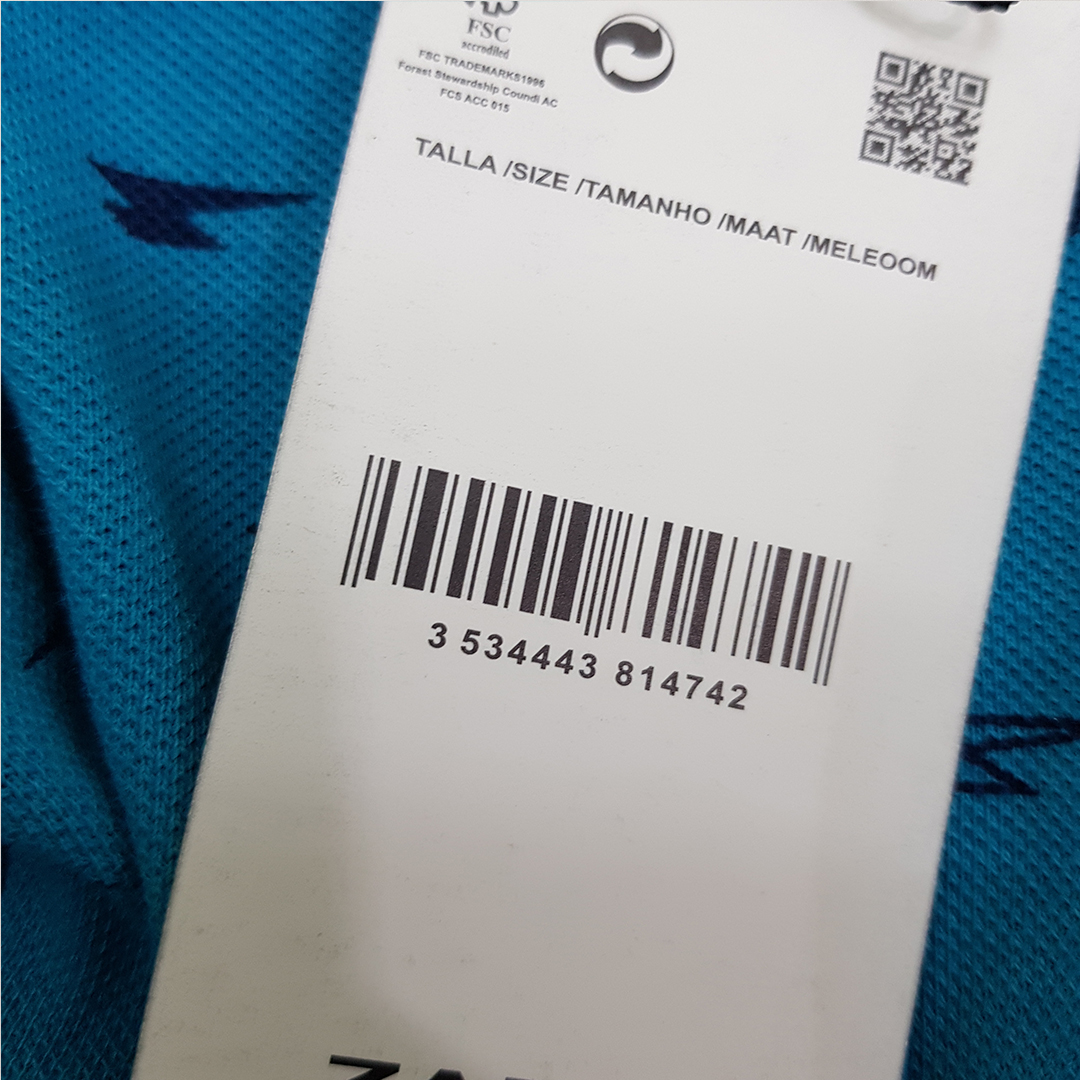 FSC
accredited
FSC TRADEMARKS1996
Forest Stewardship Coundi AC
FCS ACC 015
TALLA /SIZE /TAMANHO /MAAT /MELEOOM
3 534443 814742